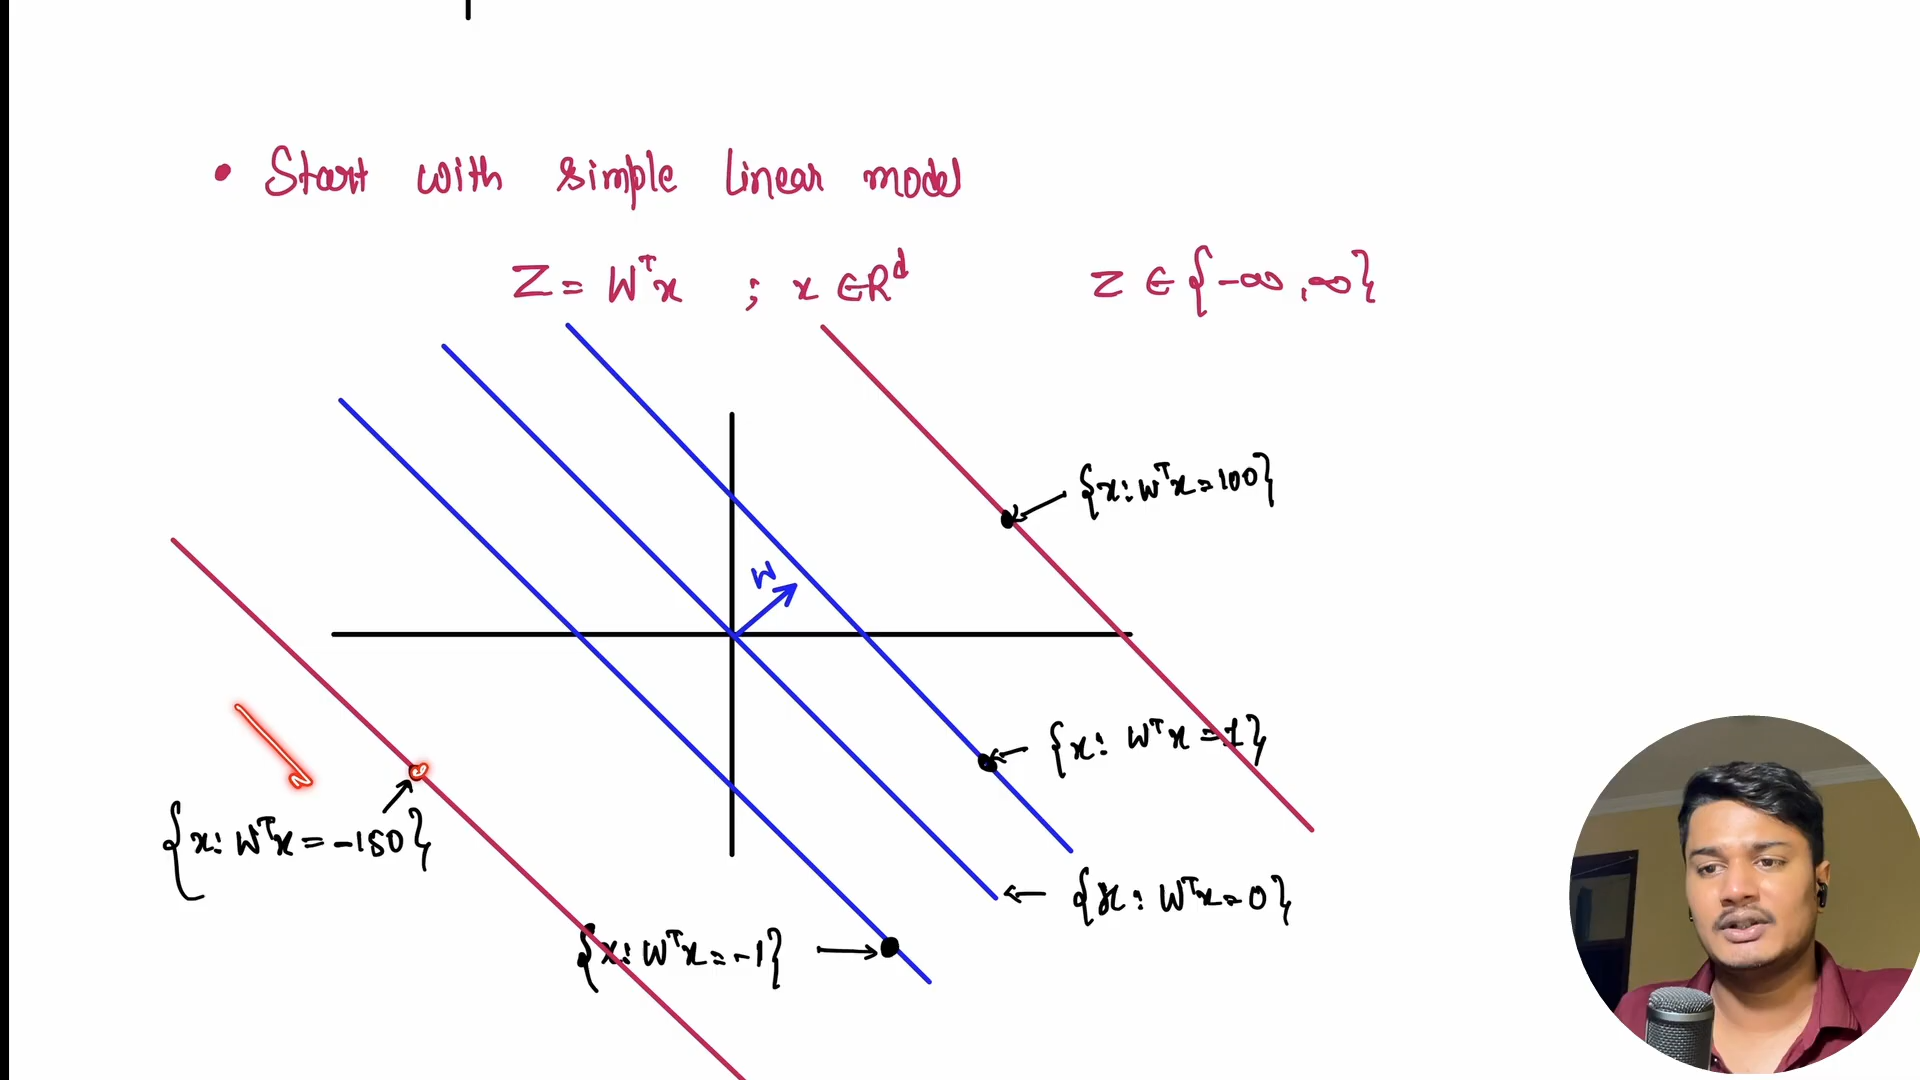 • Start with simple linear model
Z = Wᵀx ; x ∈ Rᵈ
Z ∈ {-∞, ∞}
{x: Wᵀx = 100}
W
{x: Wᵀx = 1}
{x: Wᵀx = -150}
{x: Wᵀx = 0}
{x: Wᵀx = -1}